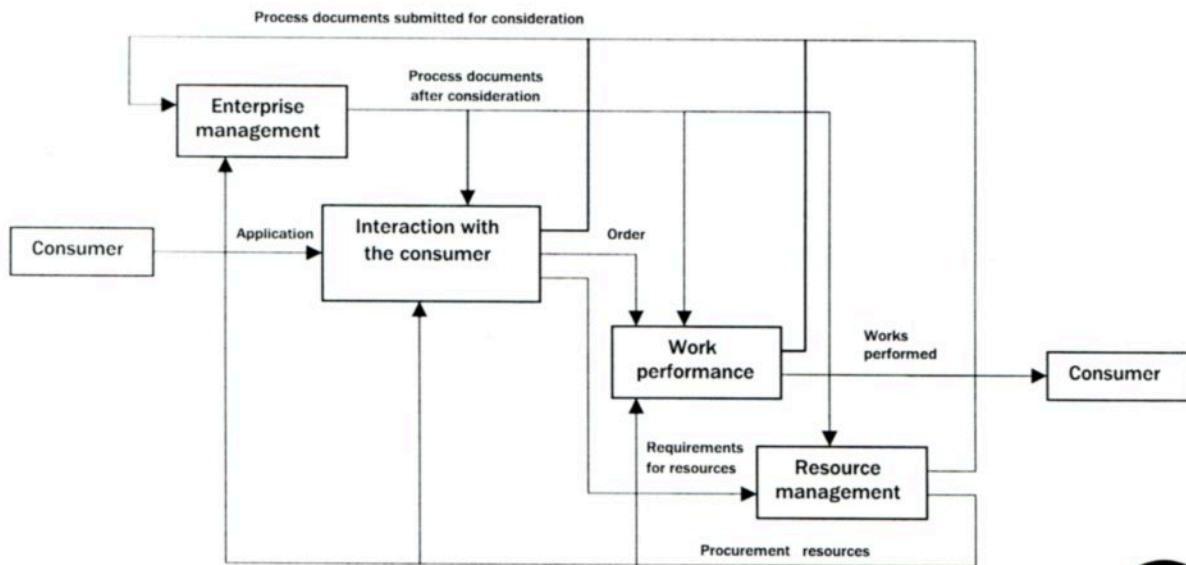 Process documents submitted for consideration
Process documents
after consideration
Enterprise
management
Consumer
Application
Interaction with
the consumer
Order
Work
performance
Works
performed
Consumer
Requirements
for resources
Resource
management
Procurement resources